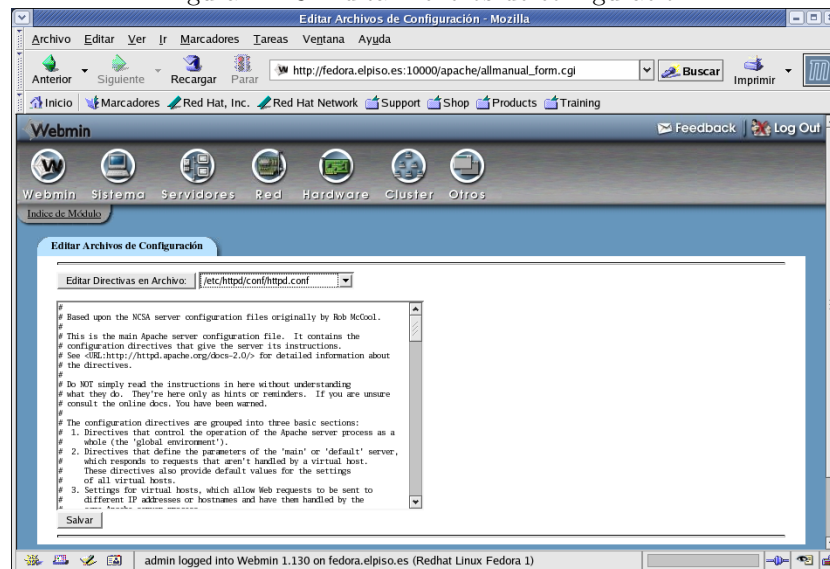 Editar Archivos de Configuración - Mozilla
Archivo Editar Ver Ir Marcadores Tareas Ventana Ayuda
Anterior Siguiente Recargar Parar http://fedora.elpiso.es:10000/apache/allmanual_form.cgi Buscar Imprimir
Inicio Marcadores Red Hat, Inc. Red Hat Network Support Shop Products Training
Webmin Feedback Log Out
Webmin Sistema Servidores Red Hardware Cluster Otros
Indice de Módulo
Editar Archivos de Configuración
Editar Directivas en Archivo: /etc/httpd/conf/httpd.conf
#
# Based upon the NCSA server configuration files originally by Rob McCool.
#
# This is the main Apache server configuration file. It contains the
# configuration directives that give the server its instructions.
# See <URL:http://httpd.apache.org/docs-2.0/> for detailed information about
# the directives.
#
# Do NOT simply read the instructions in here without understanding
# what they do. They're here only as hints or reminders. If you are unsure
# consult the online docs. You have been warned.
#
# The configuration directives are grouped into three basic sections:
# 1. Directives that control the operation of the Apache server process as a
# whole (the 'global environment').
# 2. Directives that define the parameters of the 'main' or 'default' server,
# which responds to requests that aren't handled by a virtual host.
# These directives also provide default values for the settings
# of all virtual hosts.
# 3. Settings for virtual hosts, which allow Web requests to be sent to
# different IP addresses or hostnames and have them handled by the
Salvar
admin logged into Webmin 1.130 on fedora.elpiso.es (Redhat Linux Fedora 1)